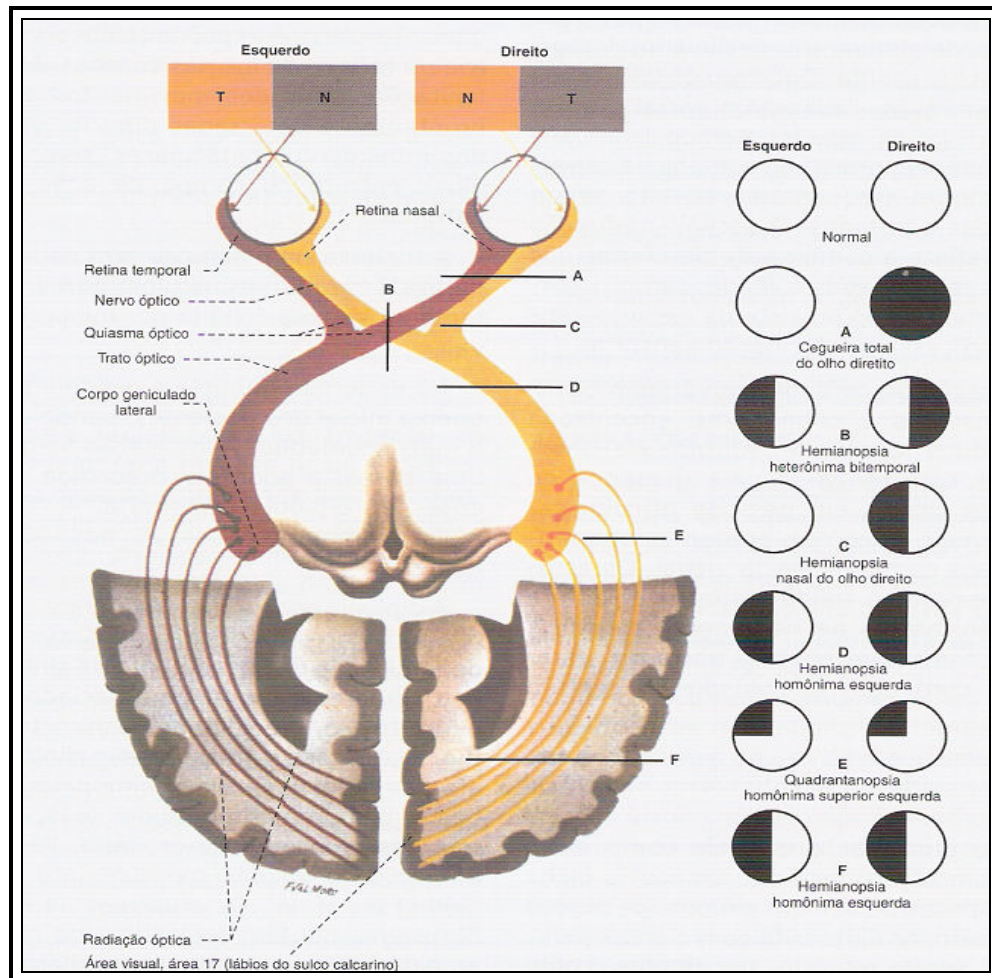 Esquerdo
Direito
T
N
N
T
Retina nasal
Retina temporal
Nervo óptico
Quiasma óptico
Trato óptico
Corpo geniculado
lateral
A
B
C
D
E
F
Radiação óptica
Área visual, área 17 (lábios do sulco calcarino)
Esquerdo
Direito
Normal
A
Cegueira total
do olho diretito
B
Hemianopsia
heterônima bitemporal
C
Hemianopsia
nasal do olho direito
D
Hemianopsia
homônima esquerda
E
Quadrantanopsia
homônima superior esquerda
F
Hemianopsia
homônima esquerda